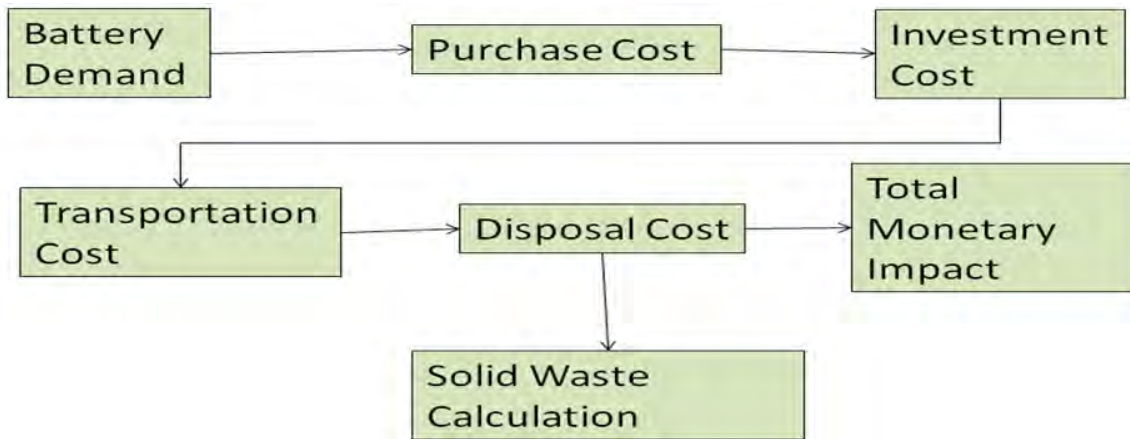 Battery
Demand
Purchase Cost
Investment
Cost
Transportation
Cost
Disposal Cost
Total
Monetary
Impact
Solid Waste
Calculation